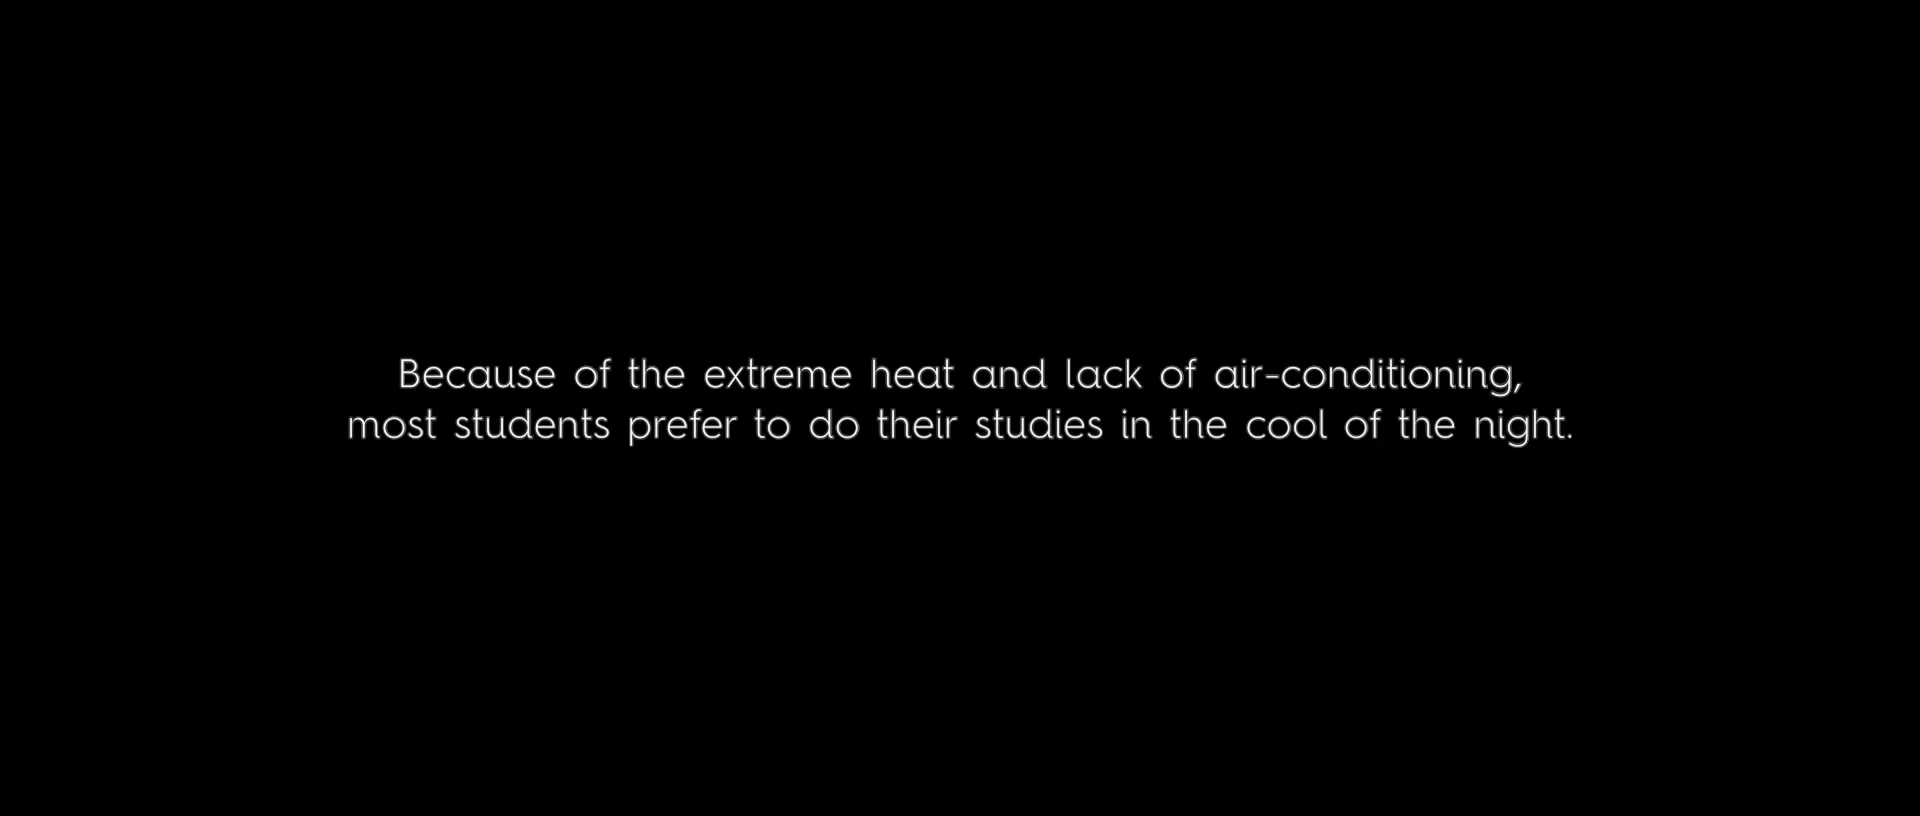 Because of the extreme heat and lack of air-conditioning,
most students prefer to do their studies in the cool of the night.